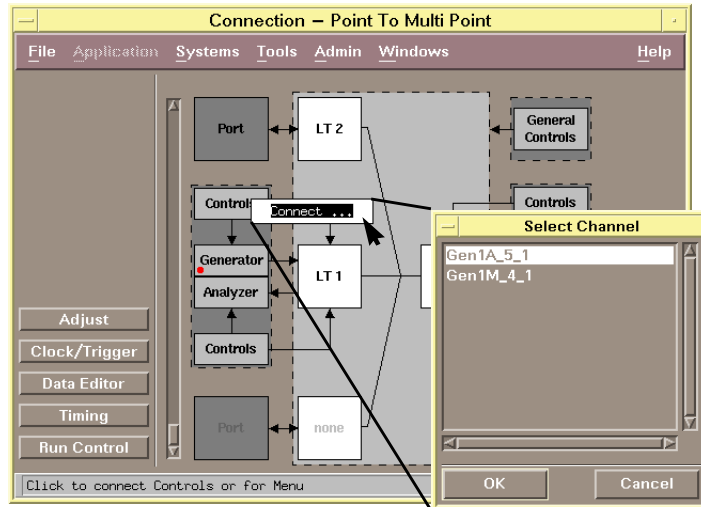 Connection – Point To Multi Point
File Application Systems Tools Admin Windows Help
Port
LT 2
General
Controls
Controls
Connect ...
Controls
Generator
LT 1
Analyzer
Controls
Port
none
Adjust
Clock/Trigger
Data Editor
Timing
Run Control
Click to connect Controls or for Menu
Select Channel
Gen1A_5_1
Gen1M_4_1
OK
Cancel